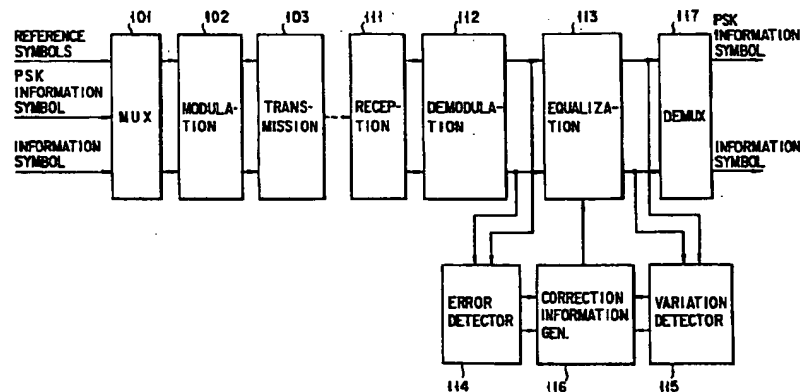 101
102
103
111
112
113
117
REFERENCE
SYMBOLS
PSK
INFORMATION
SYMBOL
INFORMATION
SYMBOL
MUX
MODULA-
TION
TRANS-
MISSION
RECEPTION
DEMODULA-
TION
EQUALIZA-
TION
DEMUX
PSK
INFORMATION
SYMBOL
INFORMATION
SYMBOL
ERROR
DETECTOR
CORRECTION
INFORMATION
GEN.
VARIATION
DETECTOR
114
116
115